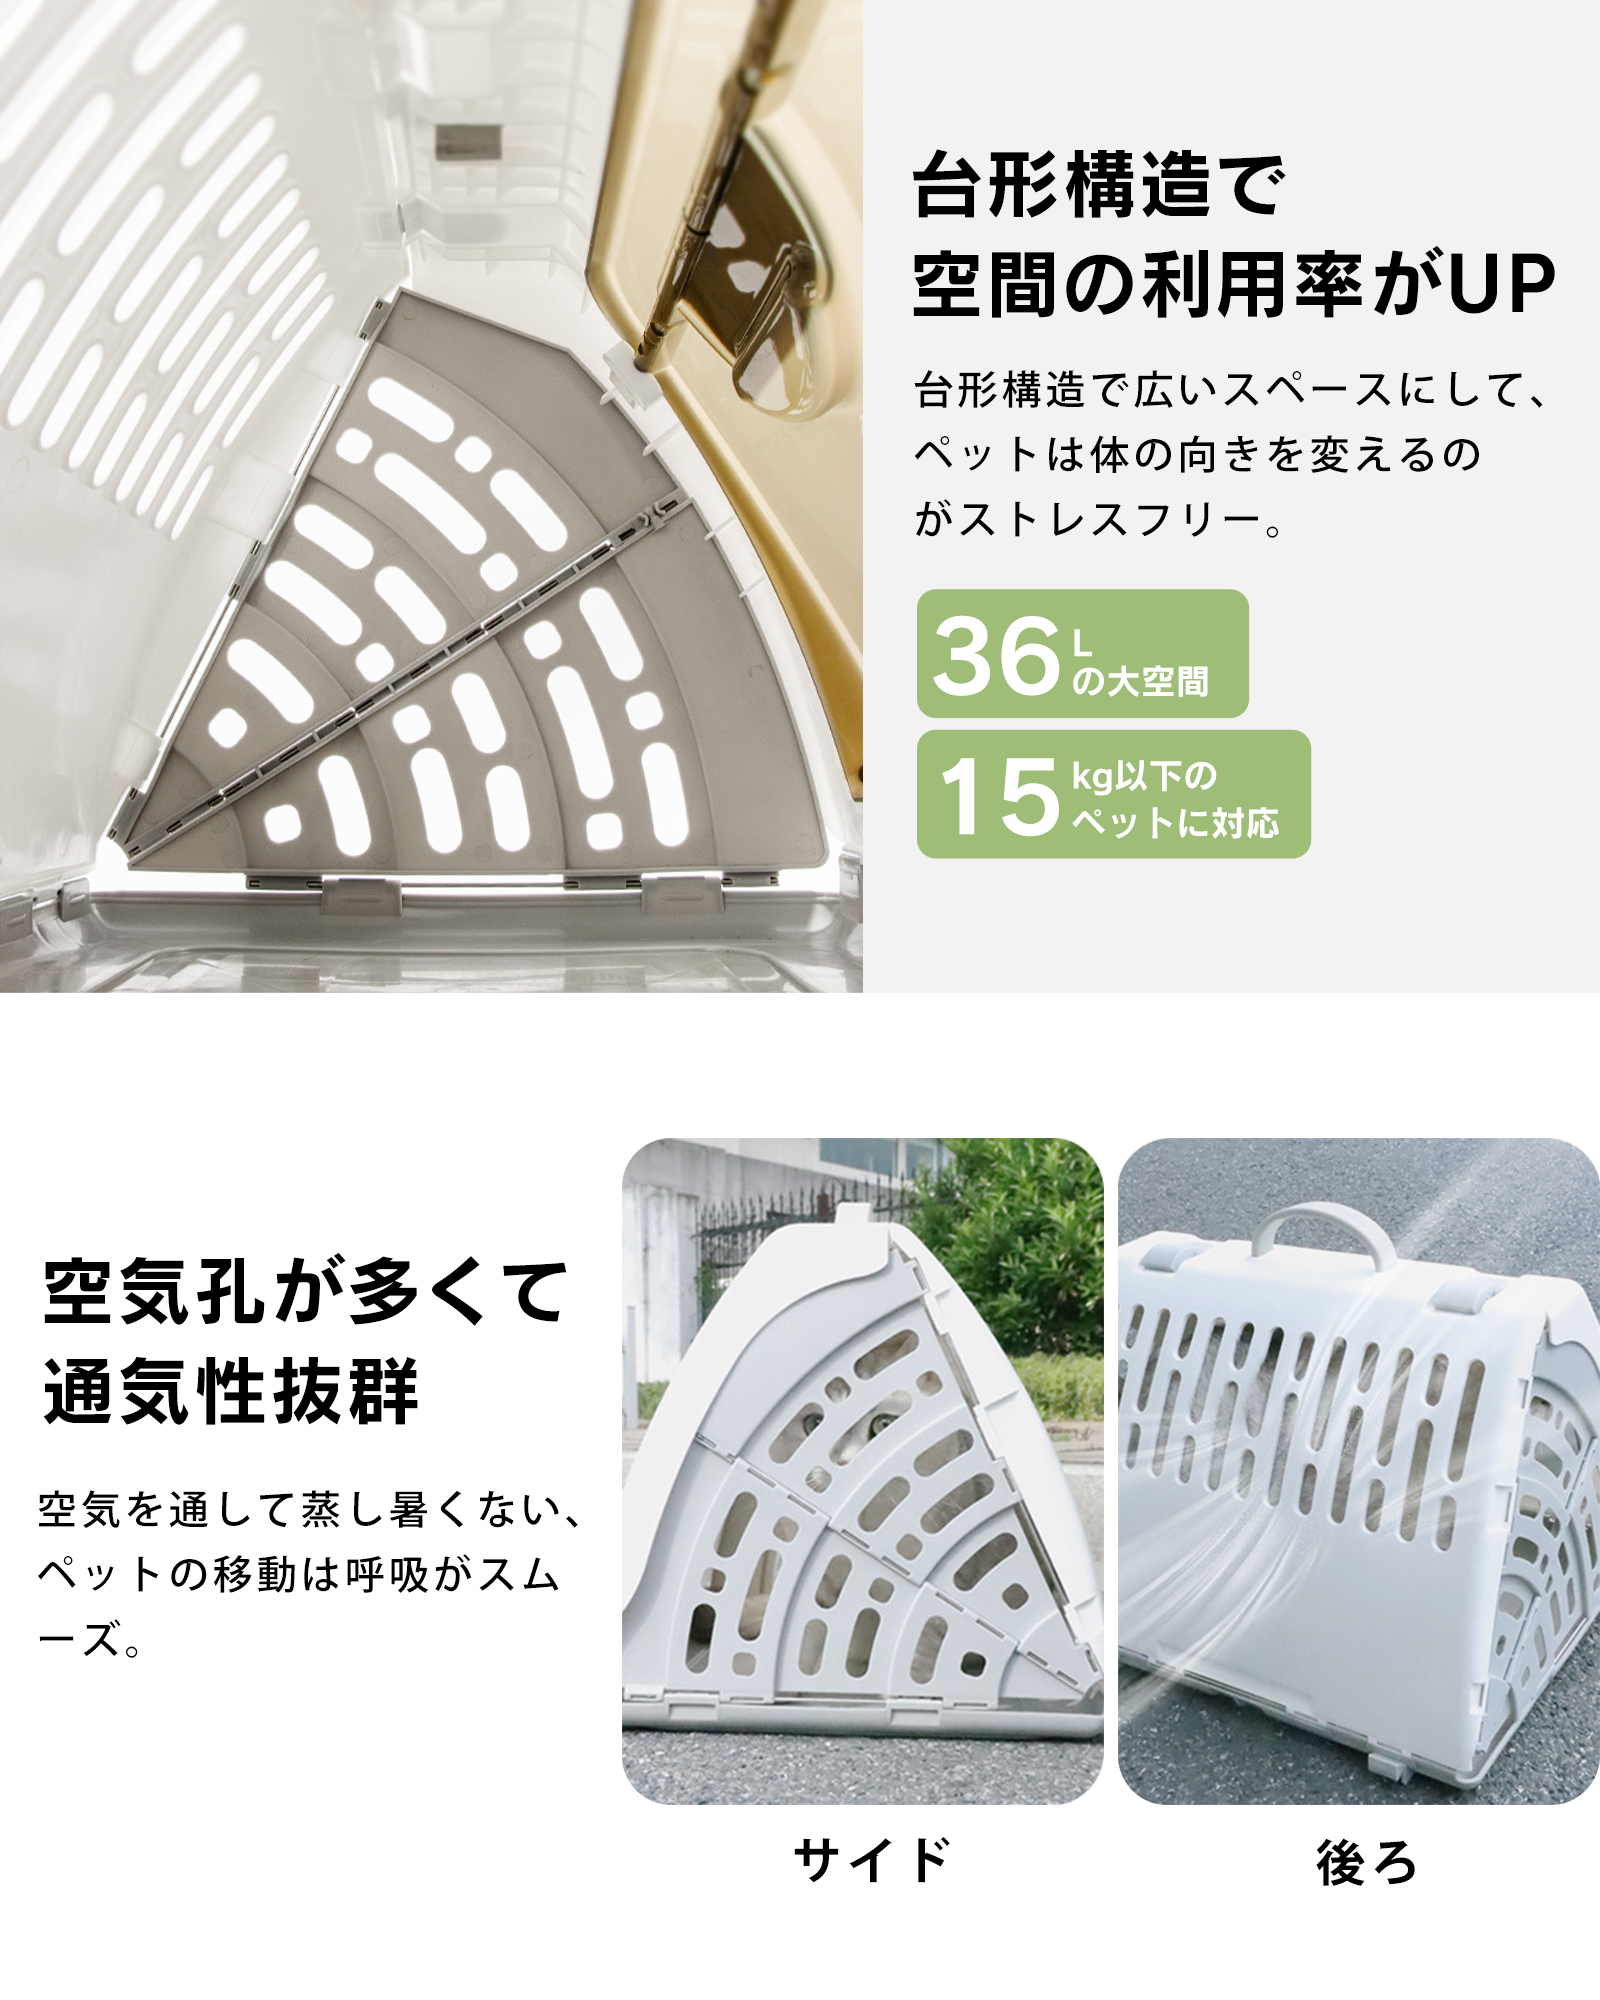 台形構造で
空間の利用率がUP
台形構造で広いスペースにして、
ペットは体の向きを変えるの
がストレスフリー。
36 L
の大空間
15 kg以下の
ペットに対応
空気孔が多くて
通気性抜群
空気を通して蒸し暑くない、
ペットの移動は呼吸がスム
ーズ。
サイド
後ろ